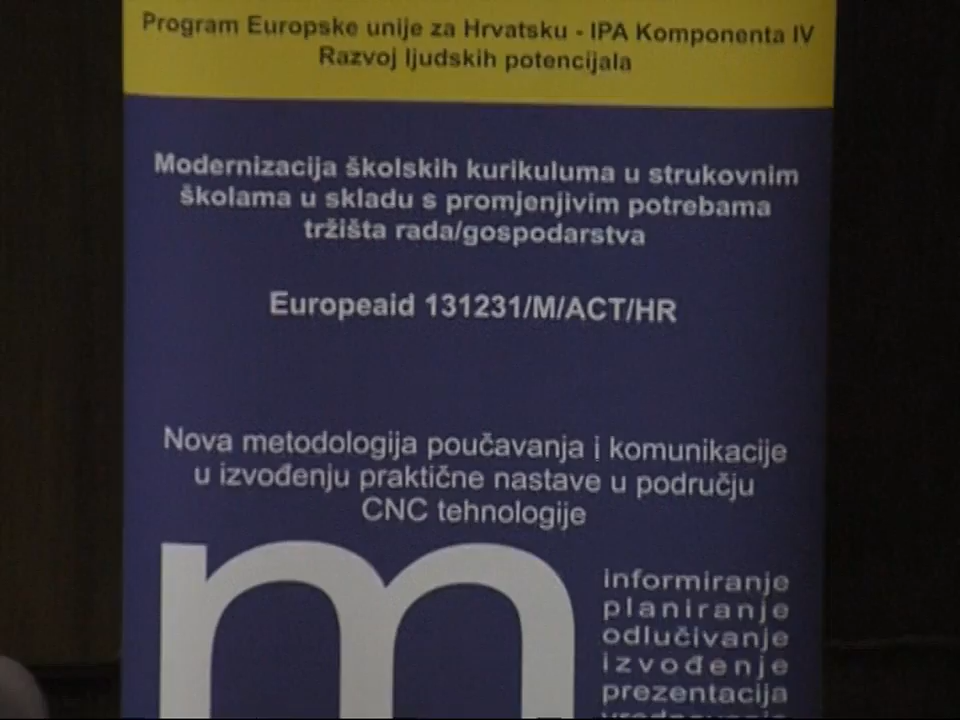 Program Europske unije za Hrvatsku - IPA Komponenta IV
Razvoj ljudskih potencijala
Modernizacija školskih kurikuluma u strukovnim
školama u skladu s promjenjivim potrebama
tržišta rada/gospodarstva
Europeaid 131231/M/ACT/HR
Nova metodologija poučavanja i komunikacije
u izvođenju praktične nastave u području
CNC tehnologije
m
informiranje
planiranje
odlučivanje
izvođenje
prezentacija